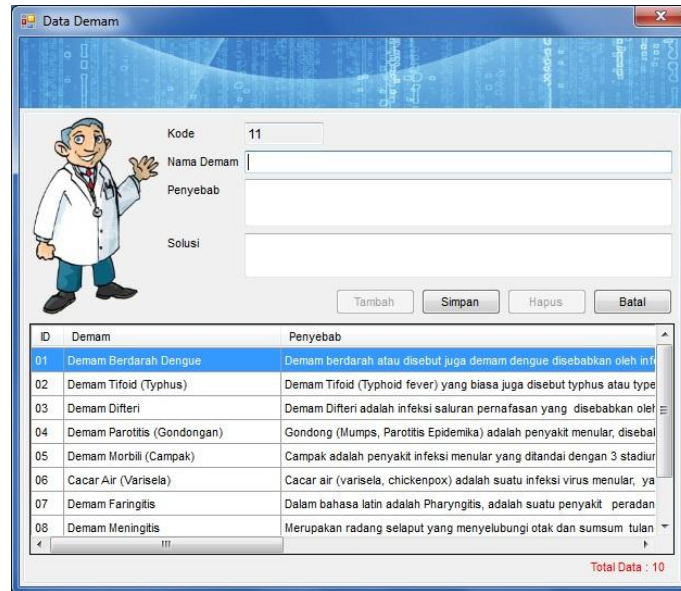 Data Demam
Kode 11
Nama Demam
Penyebab
Solusi
Tambah Simpan Hapus Batal
ID Demam Penyebab
01 Demam Berdarah Dengue Demam berdarah atau disebut juga demam dengue disebabkan oleh
02 Demam Tifoid (Typhus) Demam Tifoid (Typhoid fever) yang biasa juga disebut typhus atau type
03 Demam Difteri Demam Difteri adalah infeksi saluran pernafasan yang disebabkan
04 Demam Parotitis (Gondongan) Gondong (Mumps, Parotitis Epidemika) adalah penyakit menular,
05 Demam Morbili (Campak) Campak adalah penyakit infeksi menular yang ditandai dengan 3
06 Cacar Air (Varisela) Cacar air (varisela, chickenpox) adalah suatu infeksi virus menular, ya
07 Demam Faringitis Dalam bahasa latin adalah Pharyngitis, adalah suatu penyakit peradan
08 Demam Meningitis Merupakan radang selaput yang menyelubungi otak dan sumsum tulan
Total Data : 10